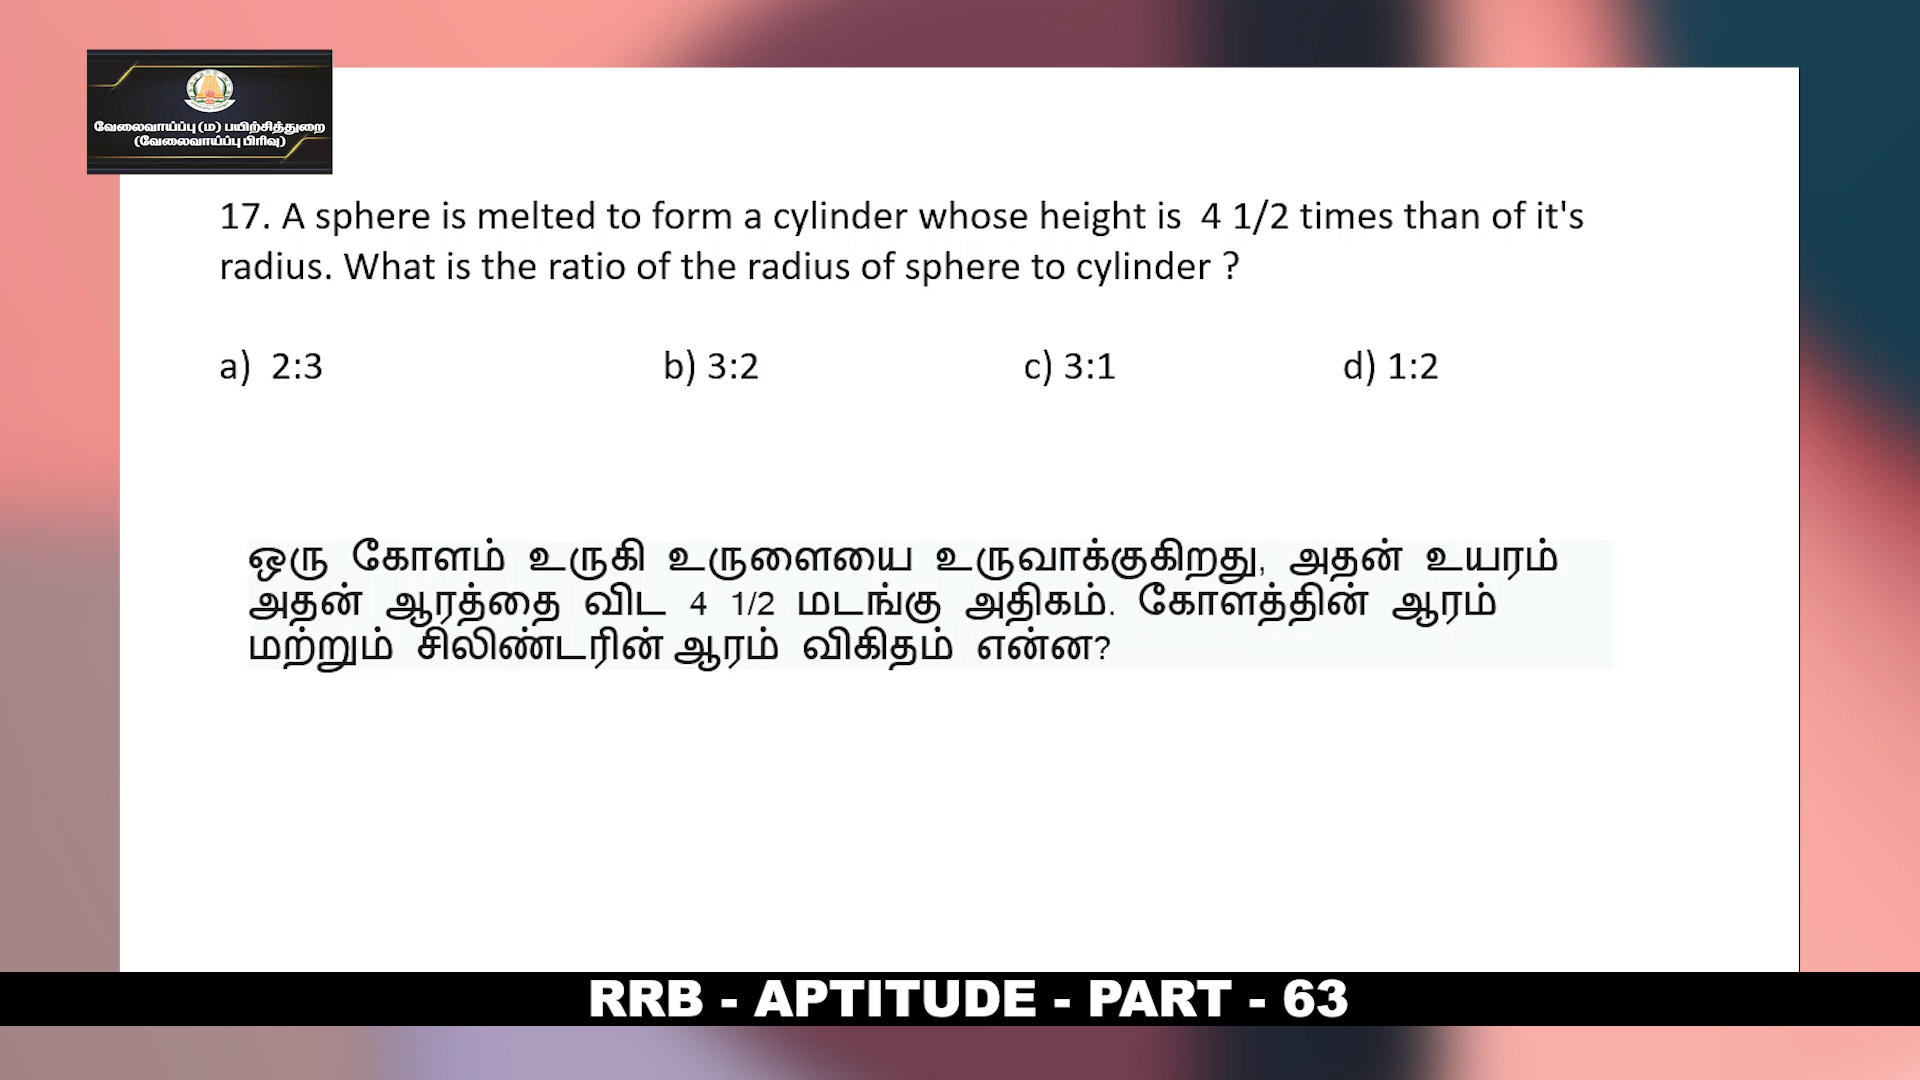 வேலைவாய்ப்பு (ம) பயிற்சித்துறை
(வேலைவாய்ப்பு பிரிவு)
17. A sphere is melted to form a cylinder whose height is 4 1/2 times than of it's
radius. What is the ratio of the radius of sphere to cylinder ?
a) 2:3 b) 3:2 c) 3:1 d) 1:2
ஒரு கோளம் உருகி உருளையை உருவாக்குகிறது, அதன் உயரம்
அதன் ஆரத்தை விட 4 1/2 மடங்கு அதிகம். கோளத்தின் ஆரம்
மற்றும் சிலிண்டரின் ஆரம் விகிதம் என்ன?
RRB - APTITUDE - PART - 63